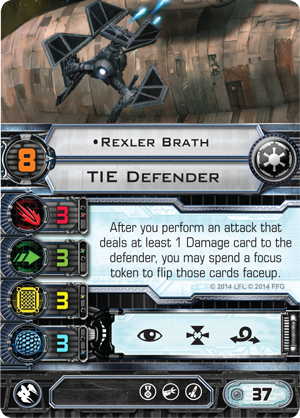 •Rexler Brath
8
TIE Defender
3
3
3
3
After you perform an attack that
deals at least 1 Damage card to the
defender, you may spend a focus
token to flip those cards faceup.
© 2014 LFL © 2014 FFG
37